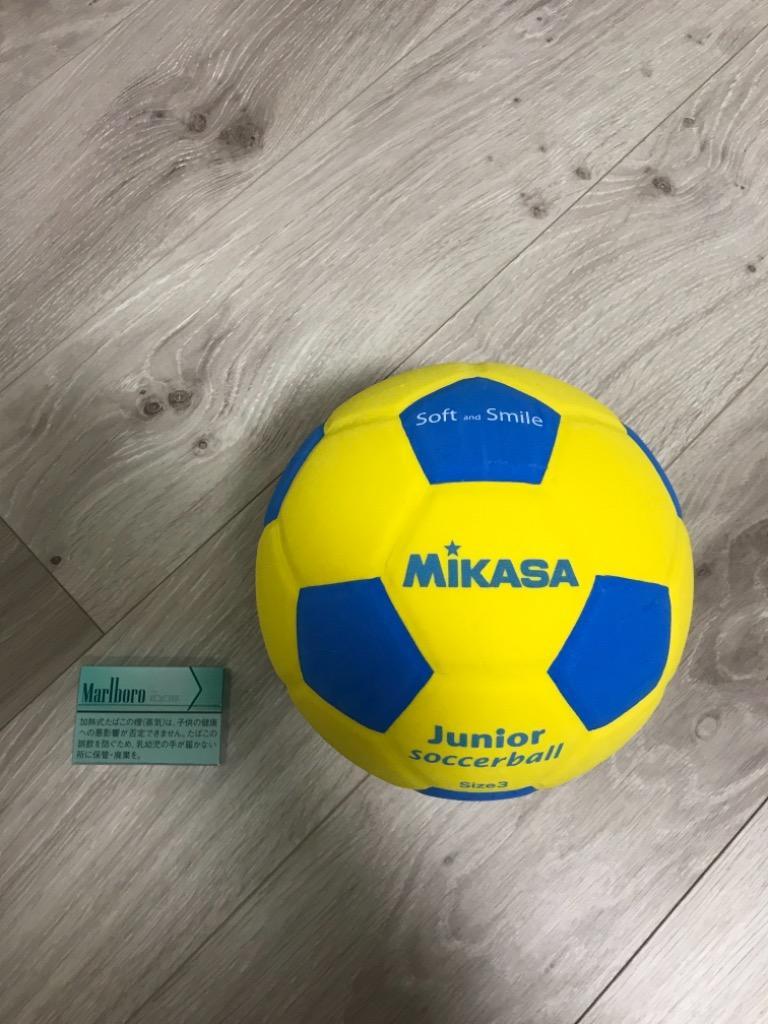 Soft and Smile
MIKASA
Junior
soccerball
Size3
Marlboro
加熱式たばこの煙(蒸気)は、子供の健康
への悪影響が否定できません。たばこの
誤飲を防ぐため、乳幼児の手が届かない
所に保管・廃棄を。